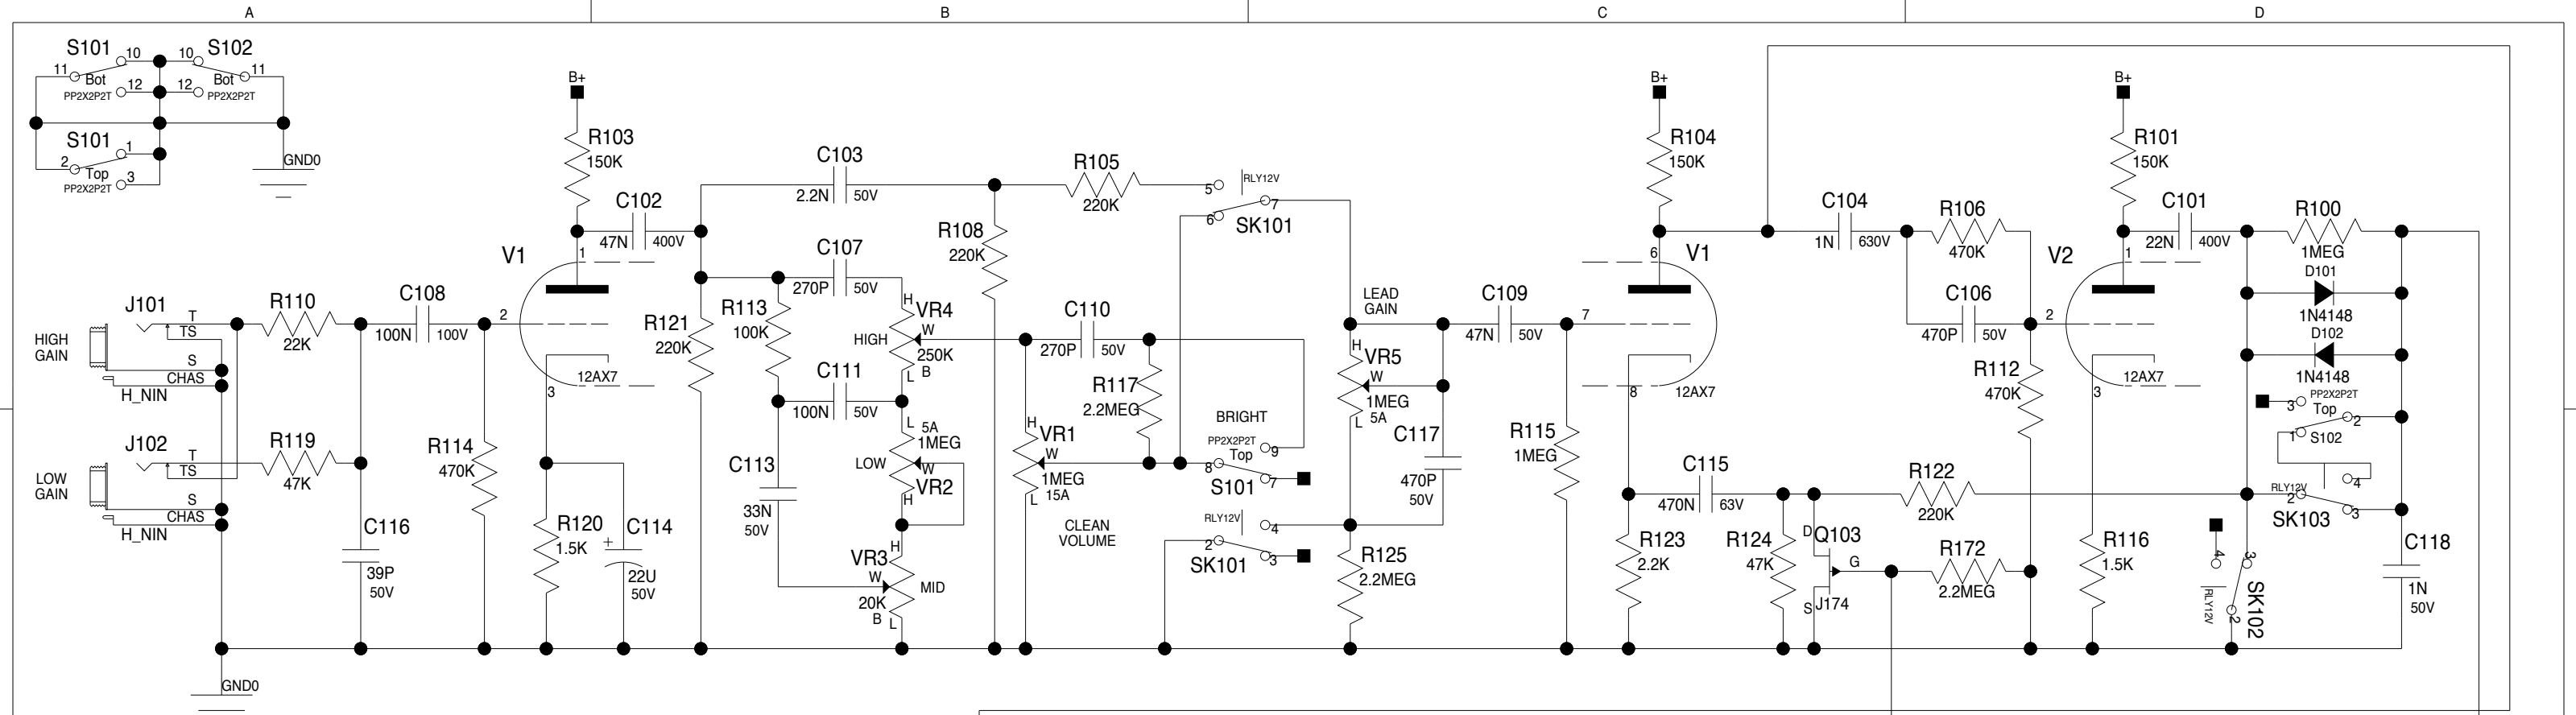 A
B
C
D
S101
10
11
Bot
12
PP2X2P2T
10
S102
11
Bot
12
PP2X2P2T
S101
1
2
Top
3
PP2X2P2T
GND0
B+
R103
150K
C102
47N
400V
V1
1
2
3
12AX7
J101
T
TS
S
CHAS
H_NIN
HIGH
GAIN
R110
22K
C108
100N
100V
J102
T
TS
S
CHAS
H_NIN
LOW
GAIN
R119
47K
C116
39P
50V
R114
470K
R120
1.5K
C114
+
22U
50V
GND0
C103
2.2N
50V
R105
220K
5
RLY12V
7
6
SK101
R108
220K
C107
270P
50V
R121
220K
R113
100K
H
VR4
W
HIGH
250K
L
B
C111
100N
50V
L
5A
1MEG
LOW
W
VR2
H
C113
33N
50V
H
VR3
W
MID
20K
B
L
C110
270P
50V
R117
2.2MEG
H
VR1
W
1MEG
15A
L
CLEAN
VOLUME
BRIGHT
PP2X2P2T
Top
9
8
7
S101
RLY12V
4
2
3
SK101
LEAD
GAIN
H
VR5
W
1MEG
5A
L
C117
470P
50V
R125
2.2MEG
C109
47N
50V
R115
1MEG
B+
R104
150K
6
V1
7
8
12AX7
C104
1N
630V
R106
470K
C106
470P
50V
R112
470K
C115
470N
63V
R122
220K
R123
2.2K
R124
47K
D
Q103
G
S
J174
R172
2.2MEG
B+
R101
150K
C101
22N
400V
V2
1
2
3
12AX7
R116
1.5K
R100
1MEG
D101
1N4148
D102
1N4148
PP2X2P2T
3
Top
2
1
S102
4
RLY12V
2
3
SK103
4
3
RLY12V
2
SK102
C118
1N
50V